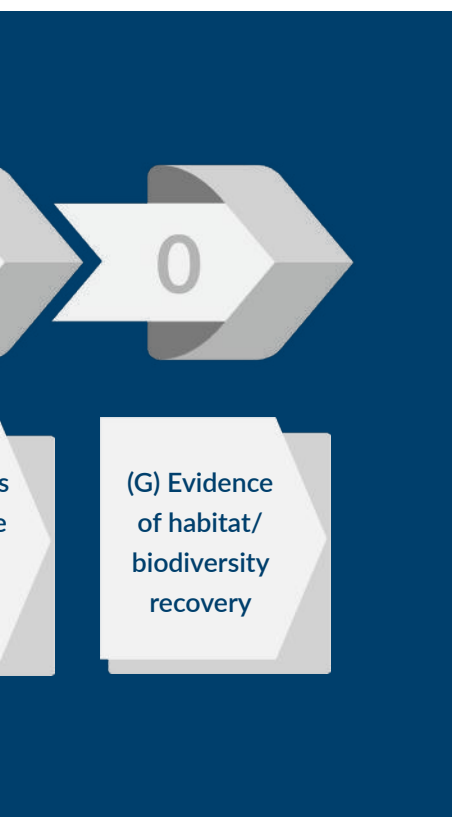 0
s
e
(G) Evidence
of habitat/
biodiversity
recovery